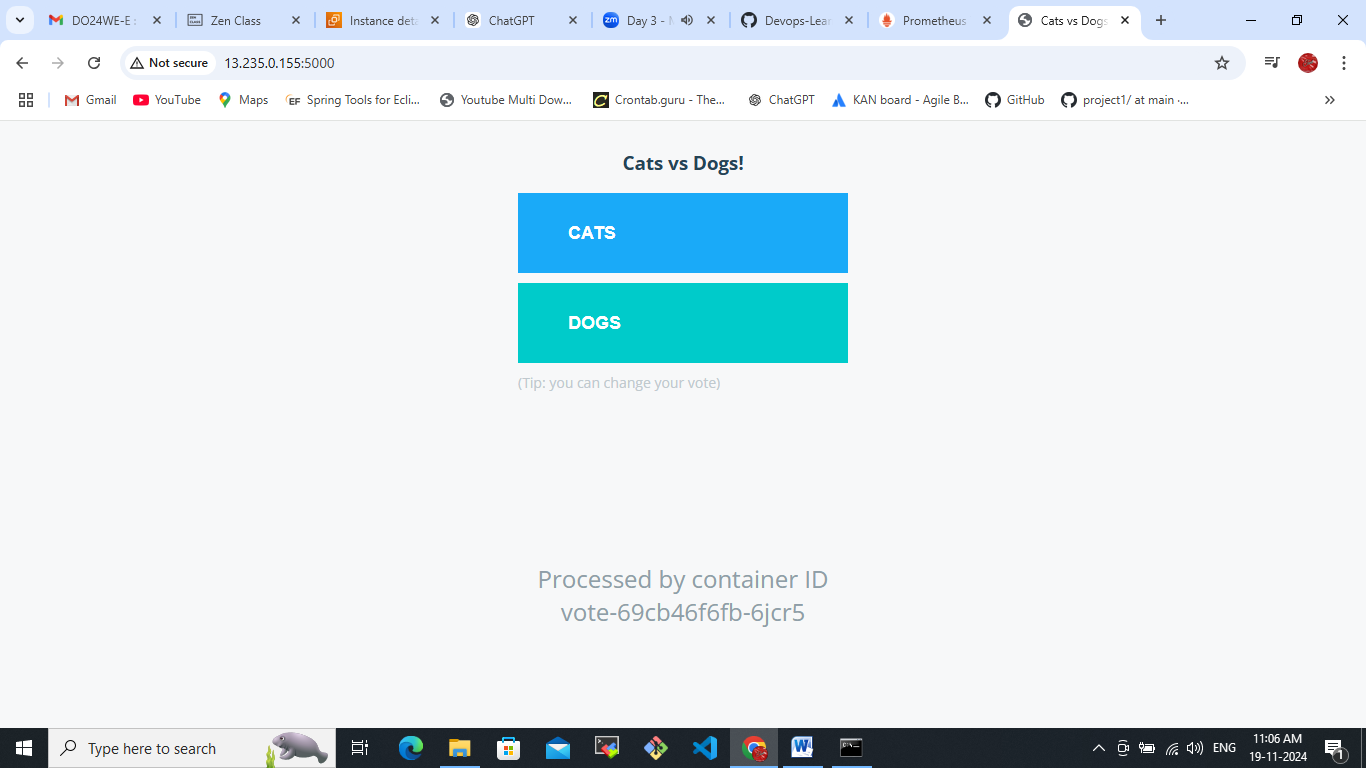 DO24WE-E
Zen Class
Instance deta
ChatGPT
Day 3 -
Devops-Lear
Prometheus
Cats vs Dogs
Not secure
13.235.0.155:5000
Gmail
YouTube
Maps
EF
Spring Tools for Ecli...
Youtube Multi Dow...
Crontab.guru - The...
ChatGPT
KAN board - Agile B...
GitHub
project1/ at main ·...
Cats vs Dogs!
CATS
DOGS
(Tip: you can change your vote)
Processed by container ID
vote-69cb46f6fb-6jcr5
Type here to search
ENG
11:06 AM
19-11-2024
1